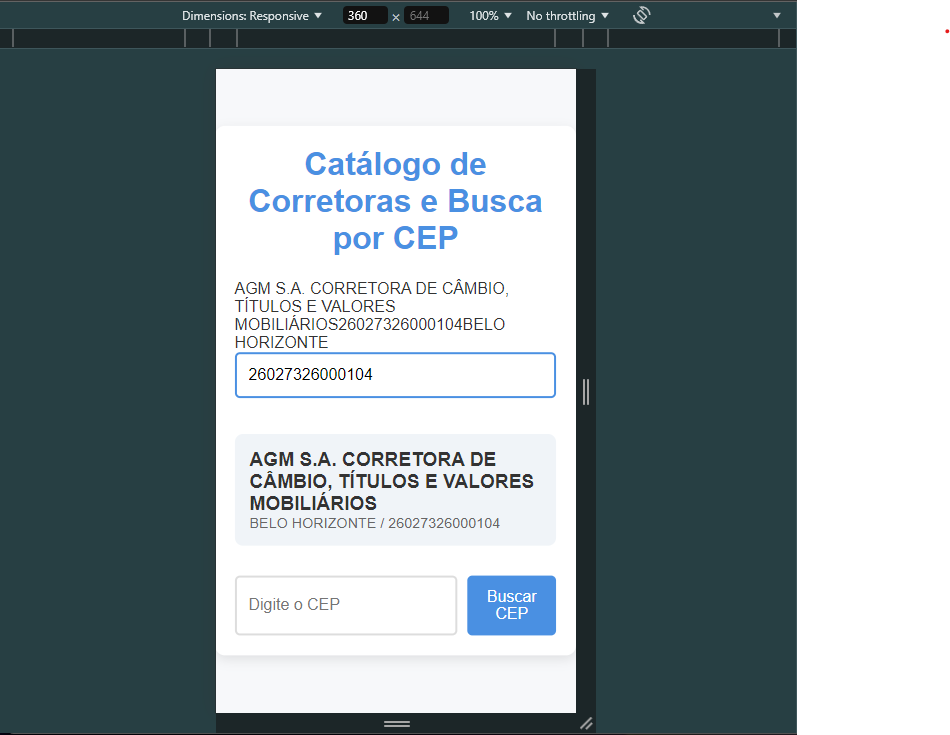 Dimensions: Responsive 360 × 644 100% No throttling
Catálogo de
Corretoras e Busca
por CEP
AGM S.A. CORRETORA DE CÂMBIO,
TÍTULOS E VALORES
MOBILIÁRIOS26027326000104BELO
HORIZONTE
26027326000104
AGM S.A. CORRETORA DE
CÂMBIO, TÍTULOS E VALORES
MOBILIÁRIOS
BELO HORIZONTE / 26027326000104
Digite o CEP
Buscar
CEP